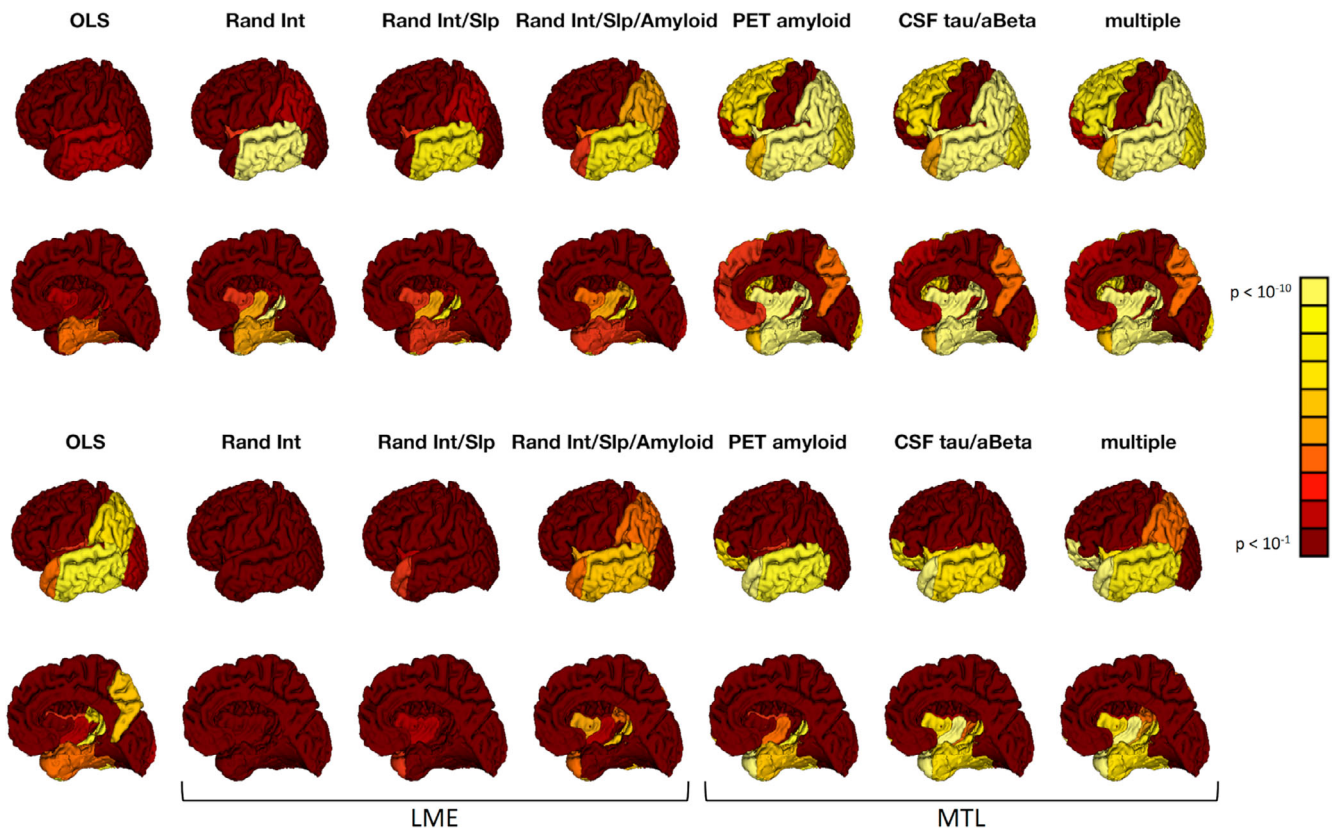 OLS Rand Int Rand Int/Slp Rand Int/Slp/Amyloid PET amyloid CSF tau/aBeta multiple
p < 10⁻¹⁰
OLS Rand Int Rand Int/Slp Rand Int/Slp/Amyloid PET amyloid CSF tau/aBeta multiple
p < 10⁻¹
LME MTL